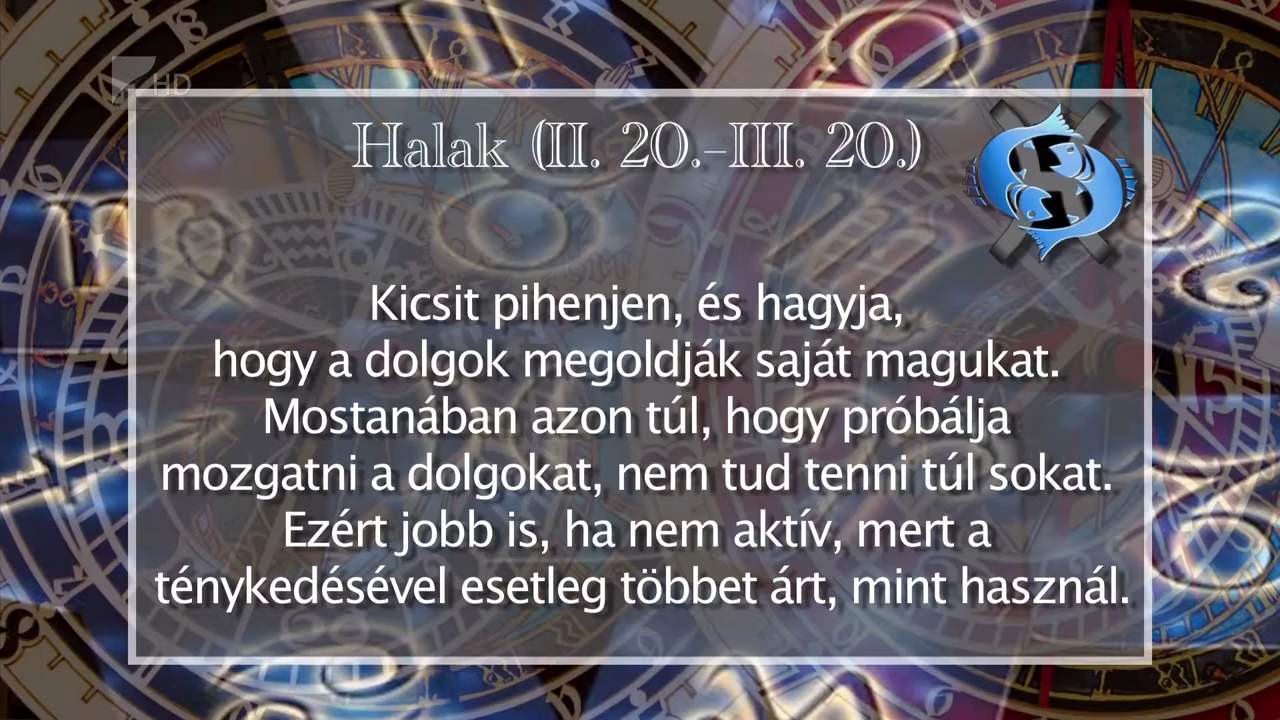 HD
Halak (II. 20.–III. 20.)
Kicsit pihenjen, és hagyja,
hogy a dolgok megoldják saját magukat.
Mostanában azon túl, hogy próbálja
mozgatni a dolgokat, nem tud tenni túl sokat.
Ezért jobb is, ha nem aktív, mert a
ténykedésével esetleg többet árt, mint használ.